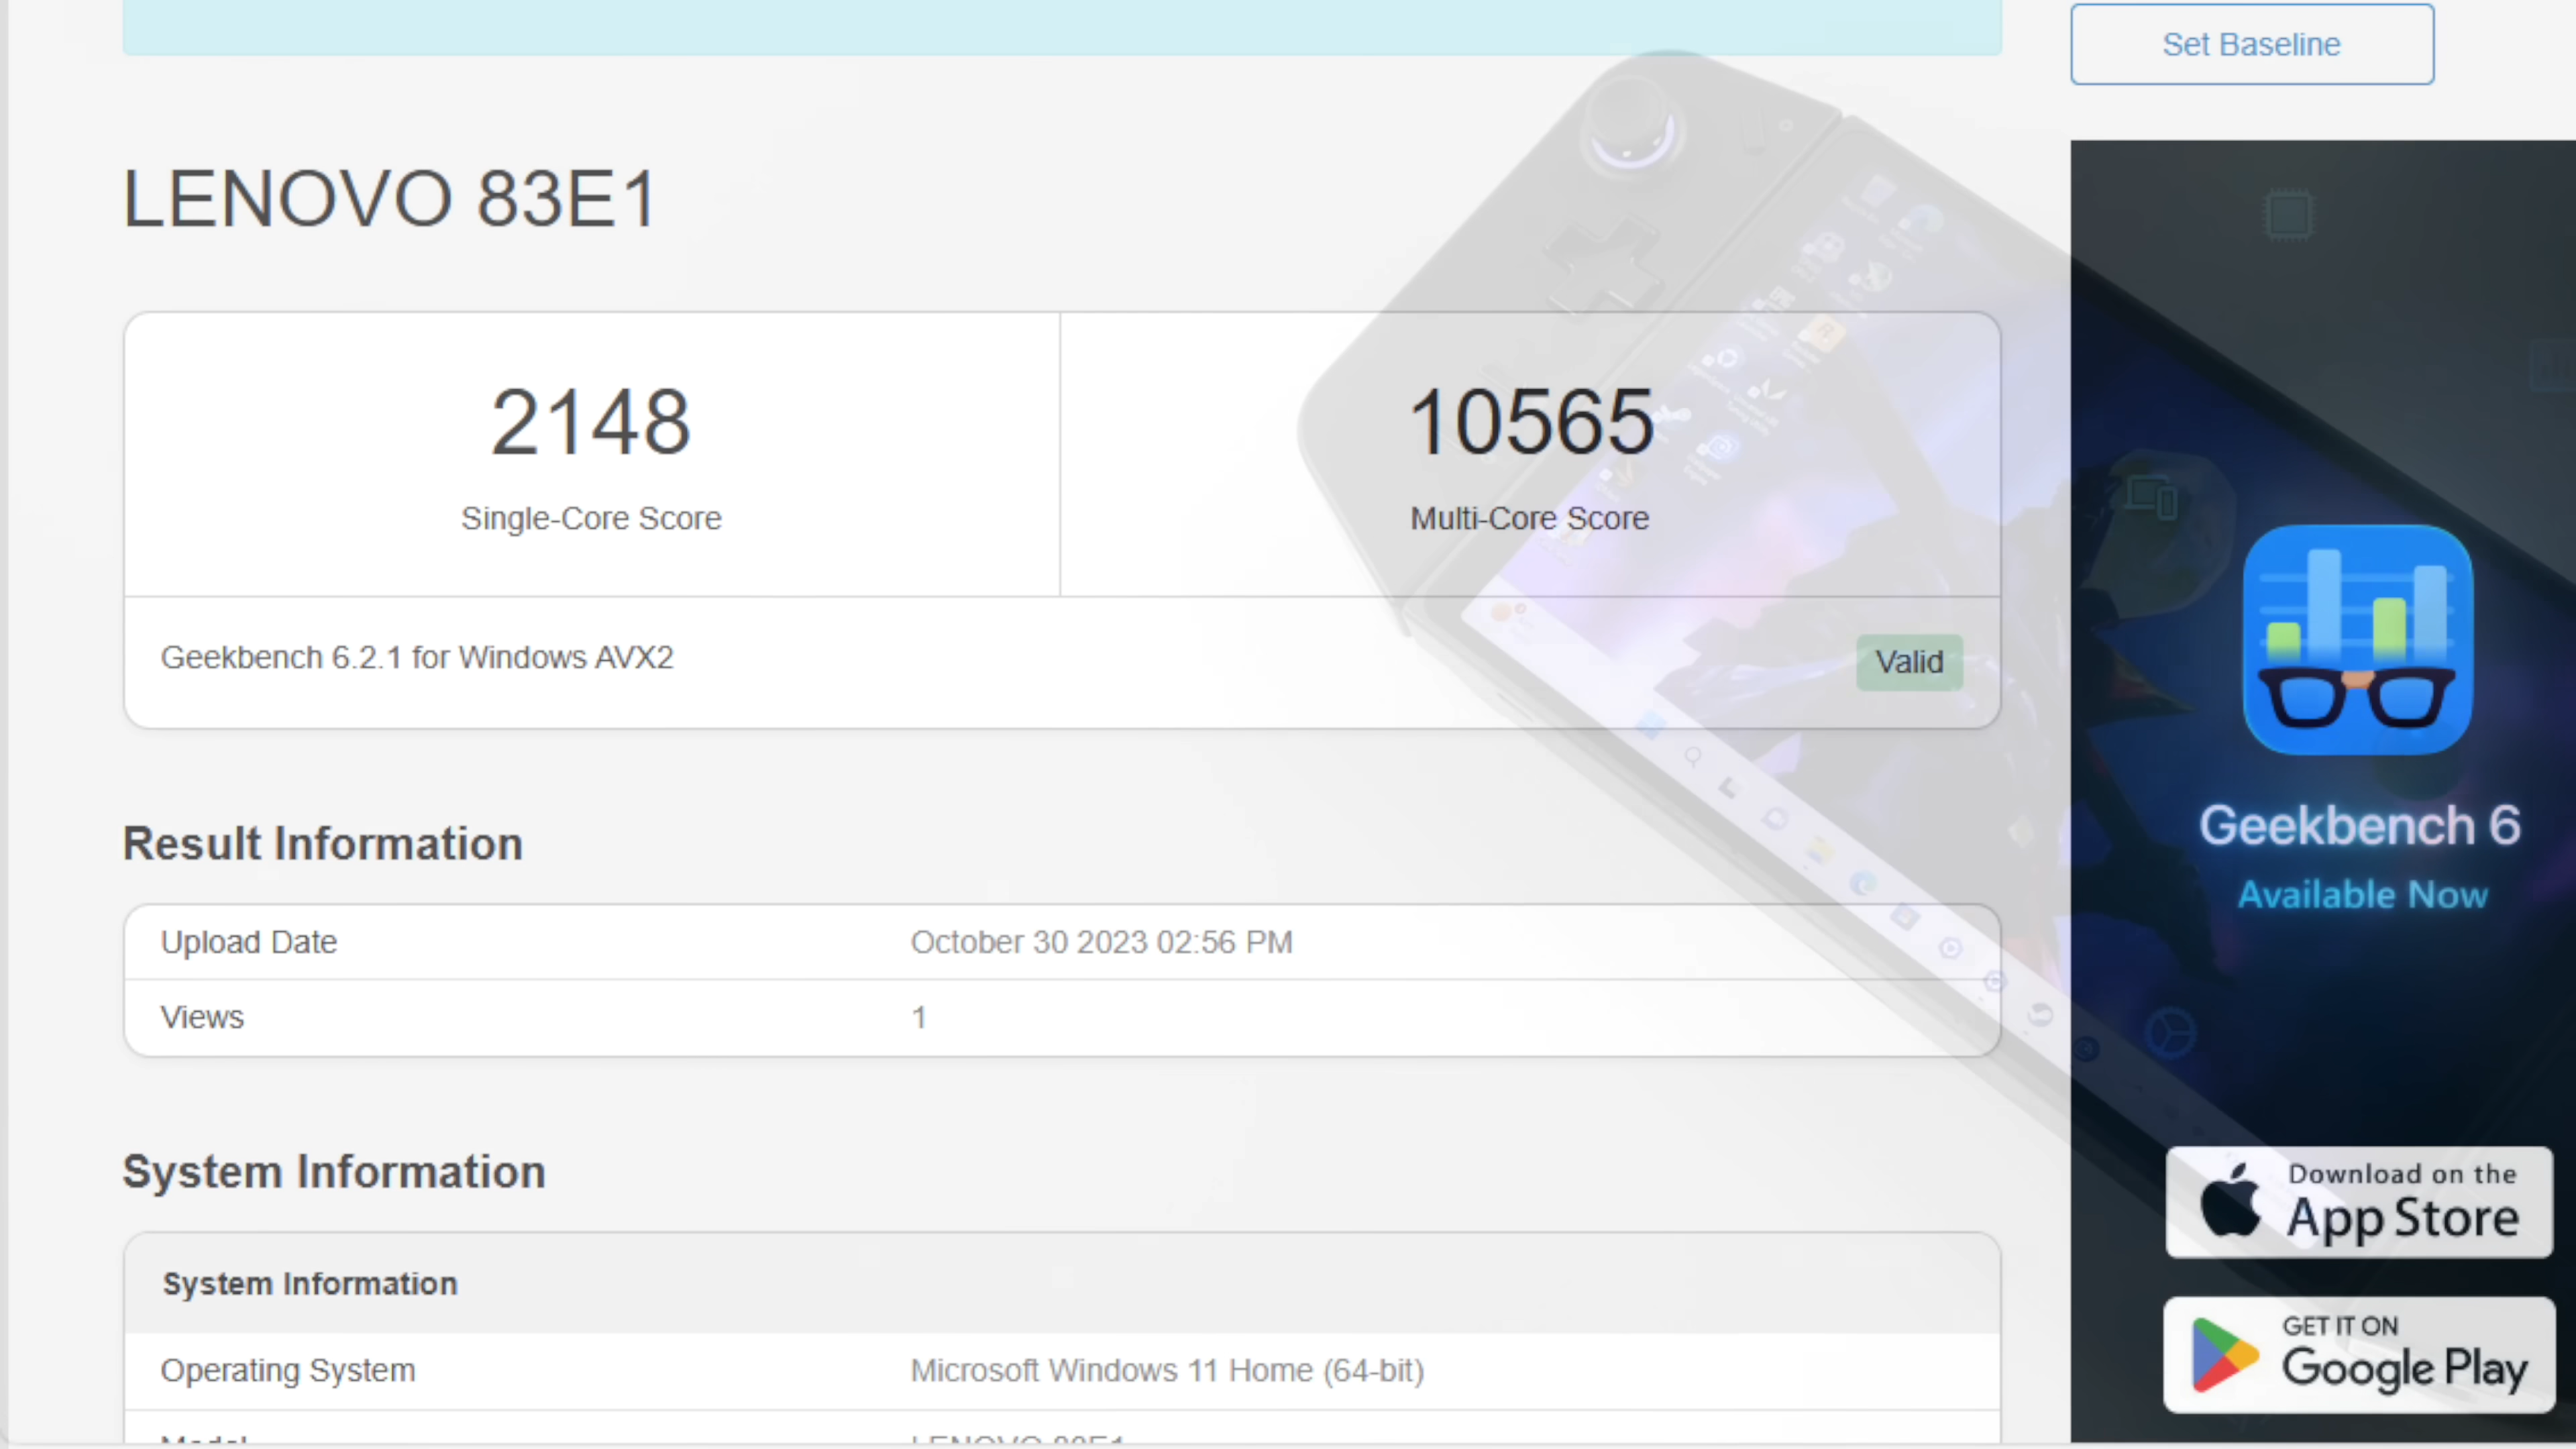 Set Baseline
LENOVO 83E1
2148
Single-Core Score
10565
Multi-Core Score
Geekbench 6.2.1 for Windows AVX2
Valid
Result Information
Upload Date
October 30 2023 02:56 PM
Views
1
System Information
System Information
Operating System
Microsoft Windows 11 Home (64-bit)
Model
LENOVO 83E1
Geekbench 6
Available Now
Download on the
App Store
GET IT ON
Google Play